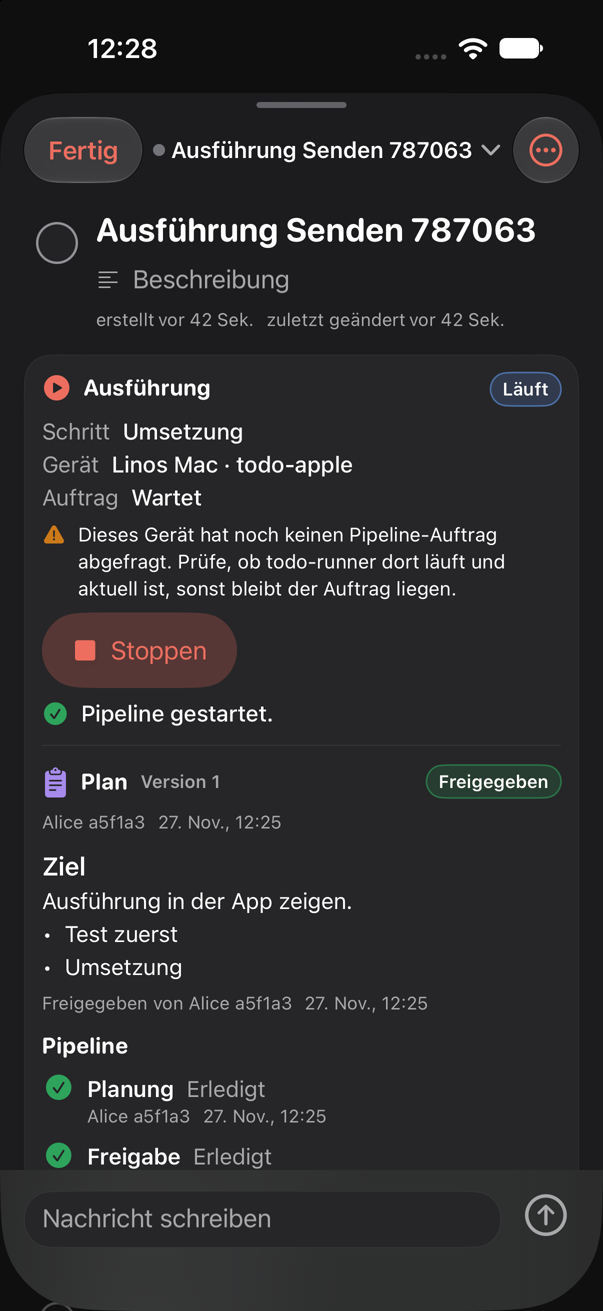 12:28
Fertig
Ausführung Senden 787063
Ausführung Senden 787063
Beschreibung
erstellt vor 42 Sek. zuletzt geändert vor 42 Sek.
Ausführung
Läuft
Schritt Umsetzung
Gerät Linos Mac · todo-apple
Auftrag Wartet
Dieses Gerät hat noch keinen Pipeline-Auftrag
abgefragt. Prüfe, ob todo-runner dort läuft und
aktuell ist, sonst bleibt der Auftrag liegen.
Stoppen
Pipeline gestartet.
Plan Version 1
Freigegeben
Alice a5f1a3 27. Nov., 12:25
Ziel
Ausführung in der App zeigen.
• Test zuerst
• Umsetzung
Freigegeben von Alice a5f1a3 27. Nov., 12:25
Pipeline
Planung Erledigt
Alice a5f1a3 27. Nov., 12:25
Freigabe Erledigt
Nachricht schreiben